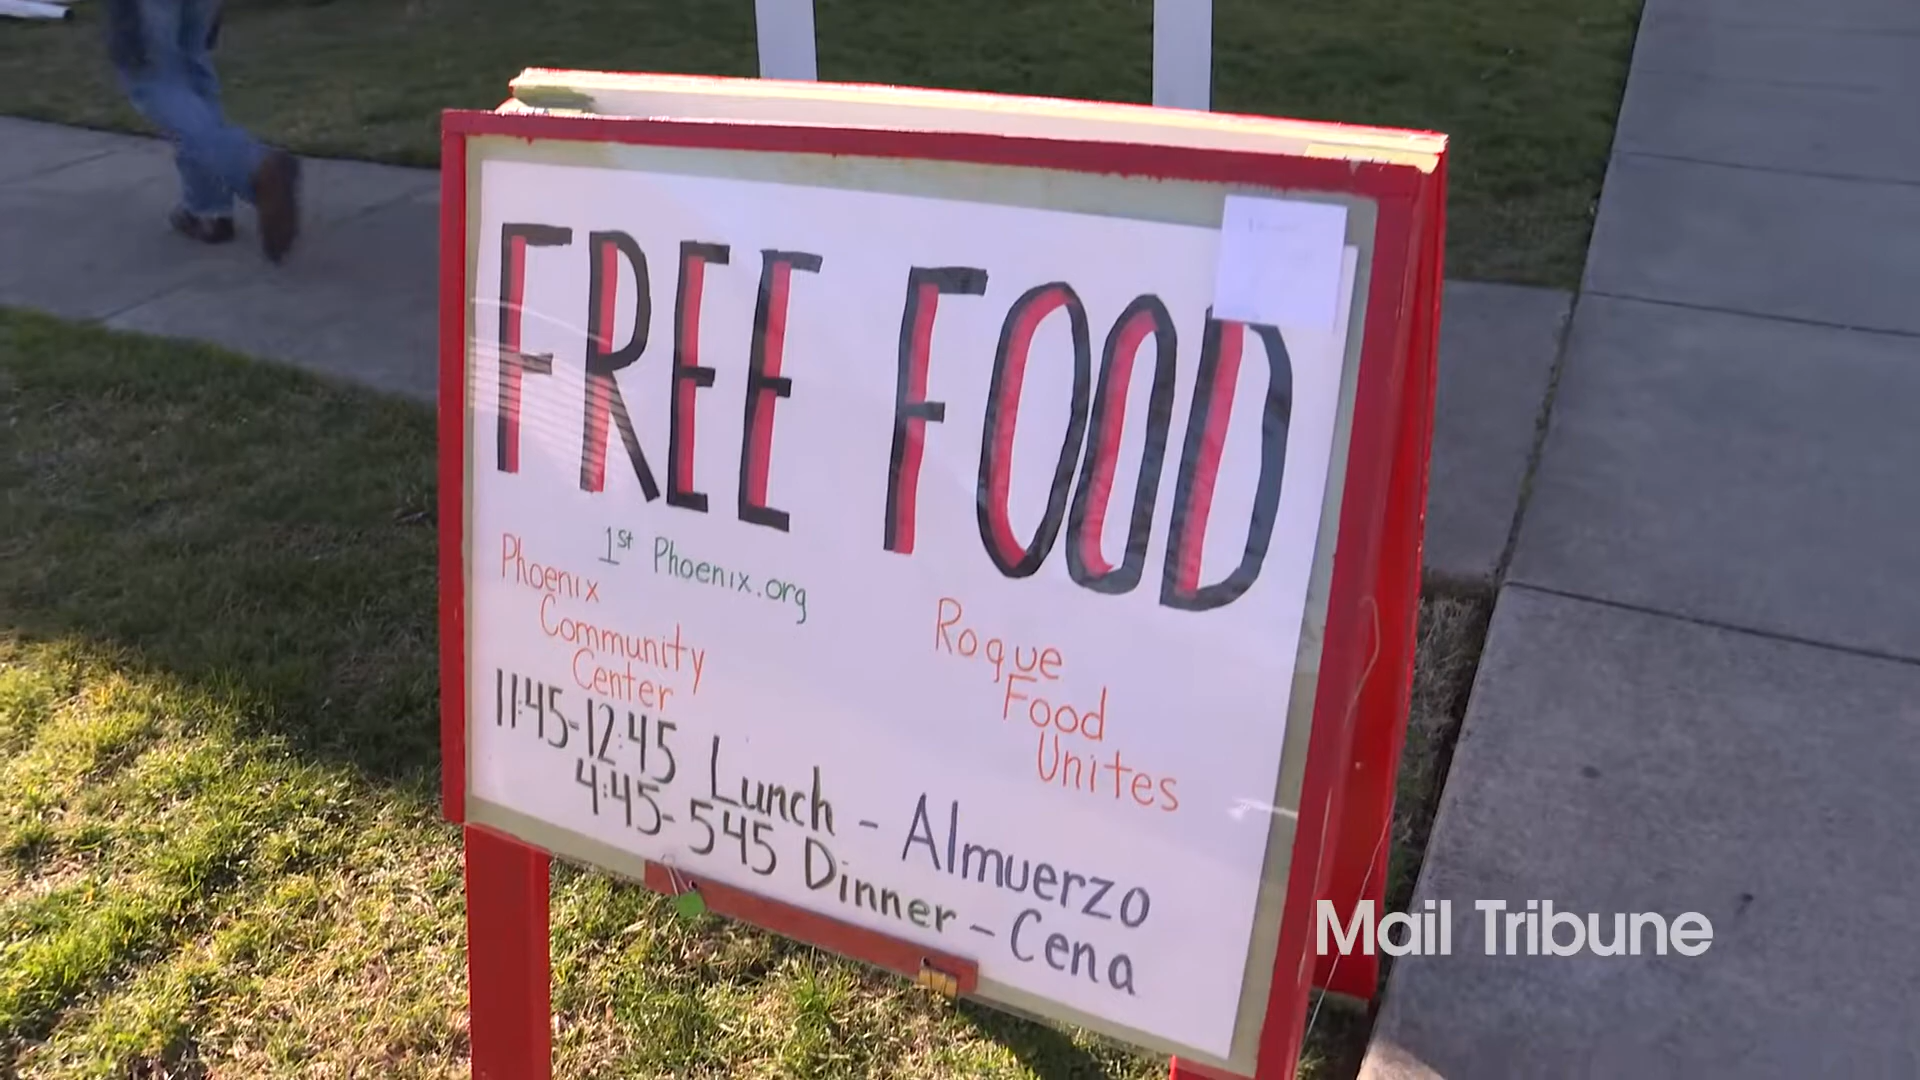 FREE FOOD
1st Phoenix.org
Phoenix
Community
Center
Rogue
Food
Unites
11:45-12:45 Lunch - Almuerzo
4:45-545 Dinner - Cena
Mail Tribune